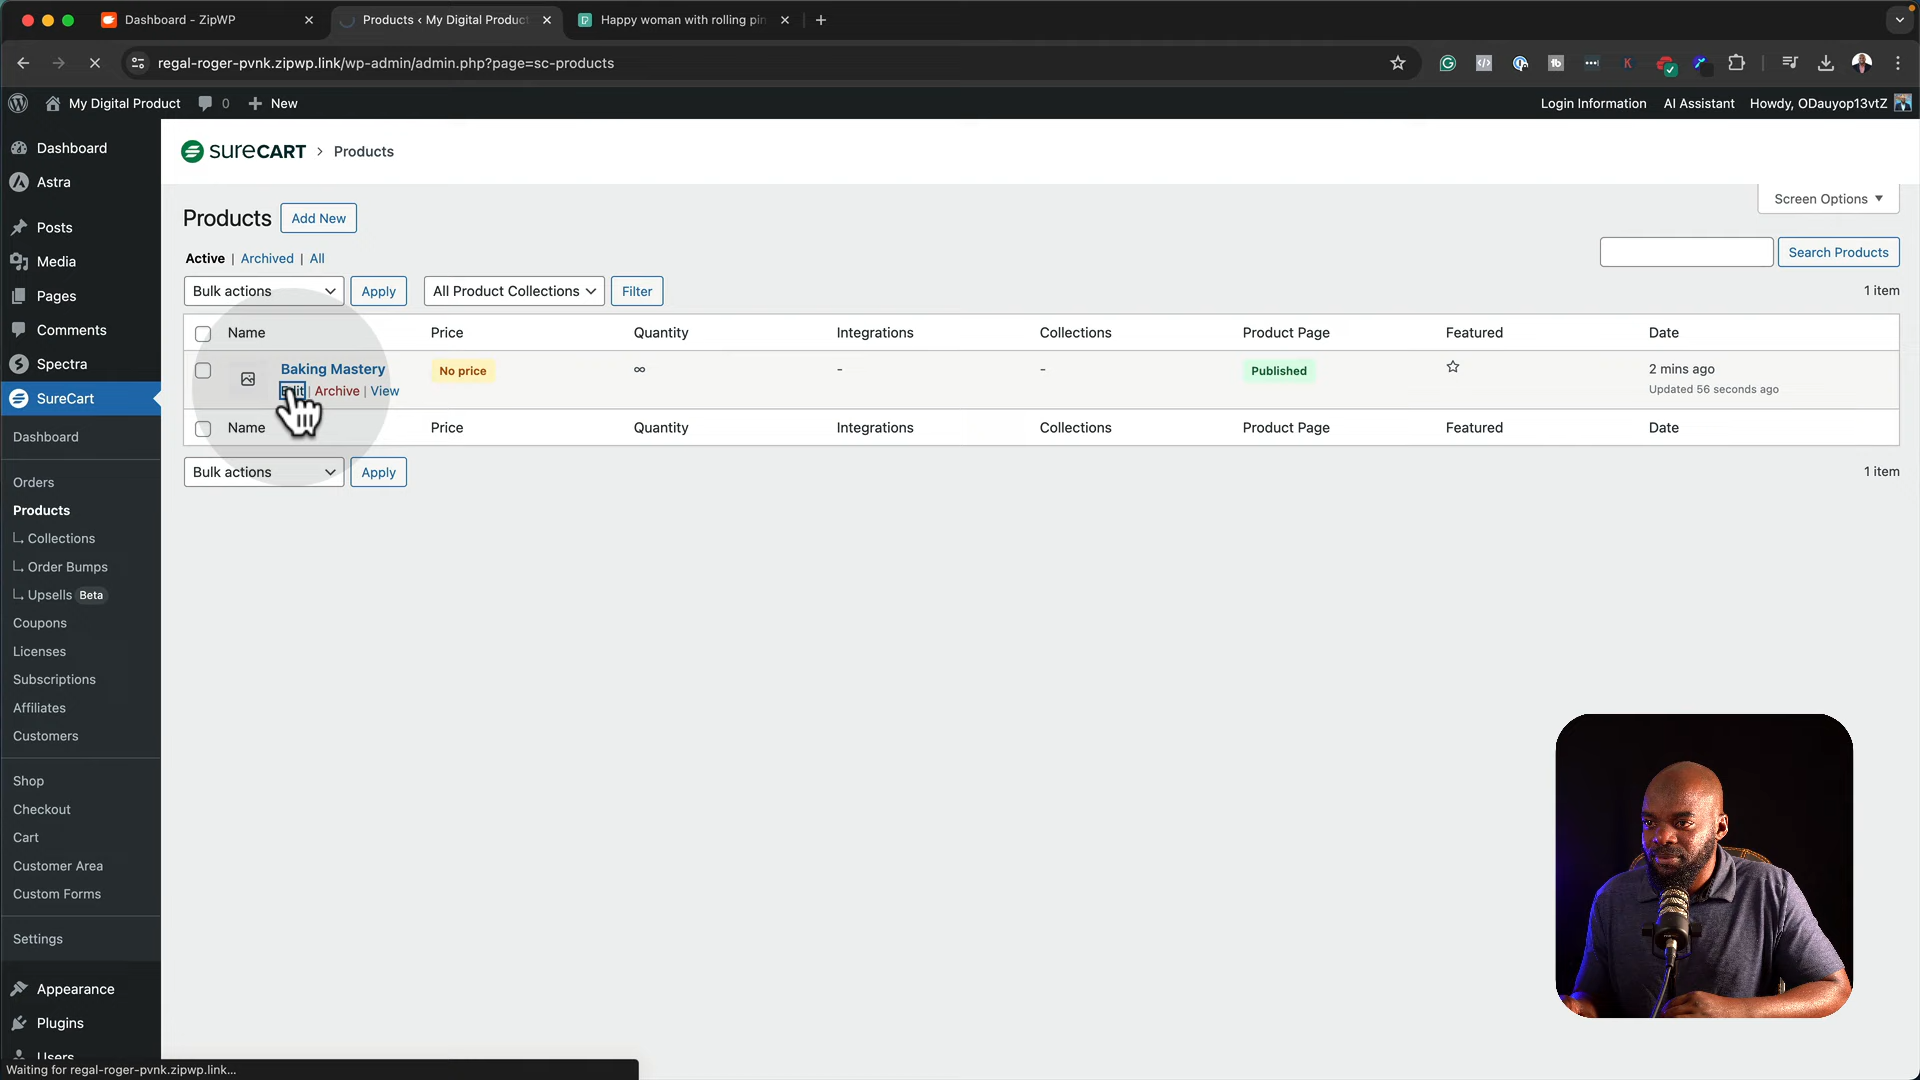 Dashboard - ZipWP
Products ‹ My Digital Product
Happy woman with rolling pin
regal-roger-pvnk.zipwp.link/wp-admin/admin.php?page=sc-products
My Digital Product
0
New
Login Information
AI Assistant
Howdy, ODauyop13vtZ
Dashboard
Astra
Posts
Media
Pages
Comments
Spectra
SureCart
Dashboard
Orders
Products
Collections
Order Bumps
Upsells Beta
Coupons
Licenses
Subscriptions
Affiliates
Customers
Shop
Checkout
Cart
Customer Area
Custom Forms
Settings
Appearance
Plugins
Users
SURECART > Products
Screen Options ▼
Products
Add New
Active | Archived | All
Search Products
Bulk actions
Apply
All Product Collections
Filter
1 item
Name Price Quantity Integrations Collections Product Page Featured Date
Baking Mastery
No price
∞
-
-
Published
2 mins ago
Edit | Archive | View
Updated 56 seconds ago
Name Price Quantity Integrations Collections Product Page Featured Date
Bulk actions
Apply
1 item
Waiting for regal-roger-pvnk.zipwp.link...